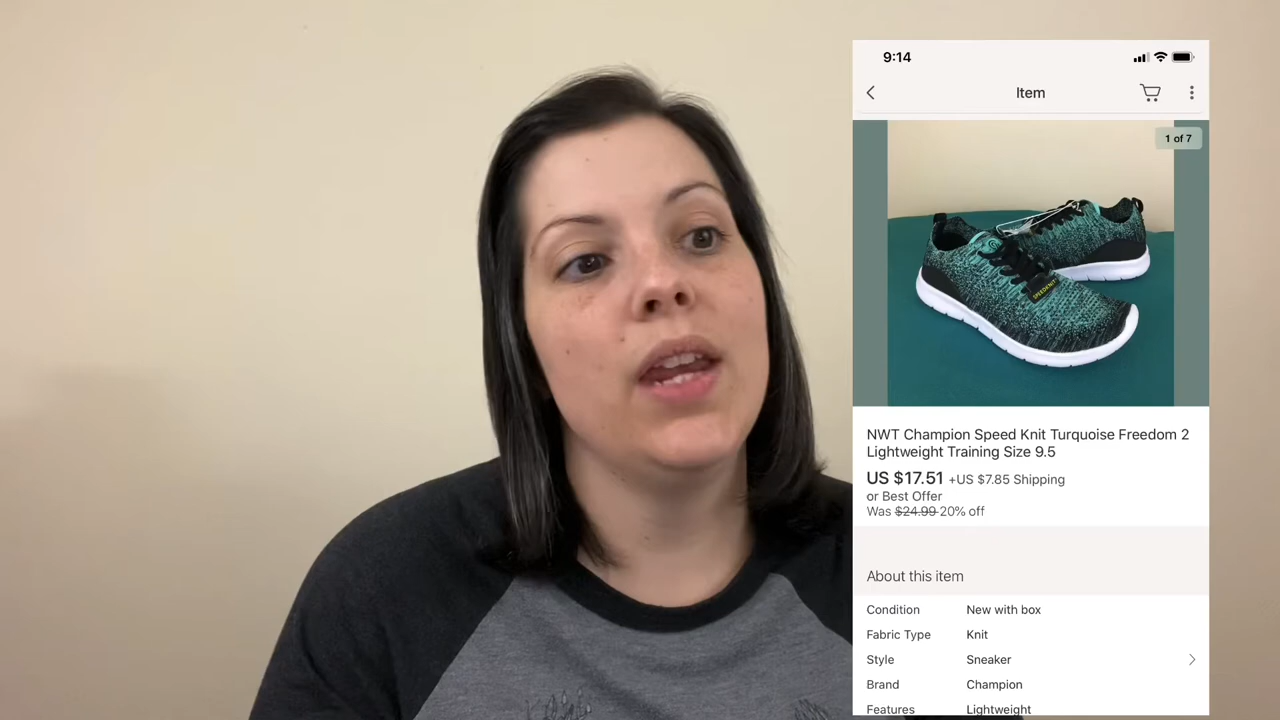 9:14
Item
1 of 7
SPEEDKNIT
NWT Champion Speed Knit Turquoise Freedom 2
Lightweight Training Size 9.5
US $17.51 +US $7.85 Shipping
or Best Offer
Was $24.99 20% off
About this item
Condition New with box
Fabric Type Knit
Style Sneaker
Brand Champion
Features Lightweight